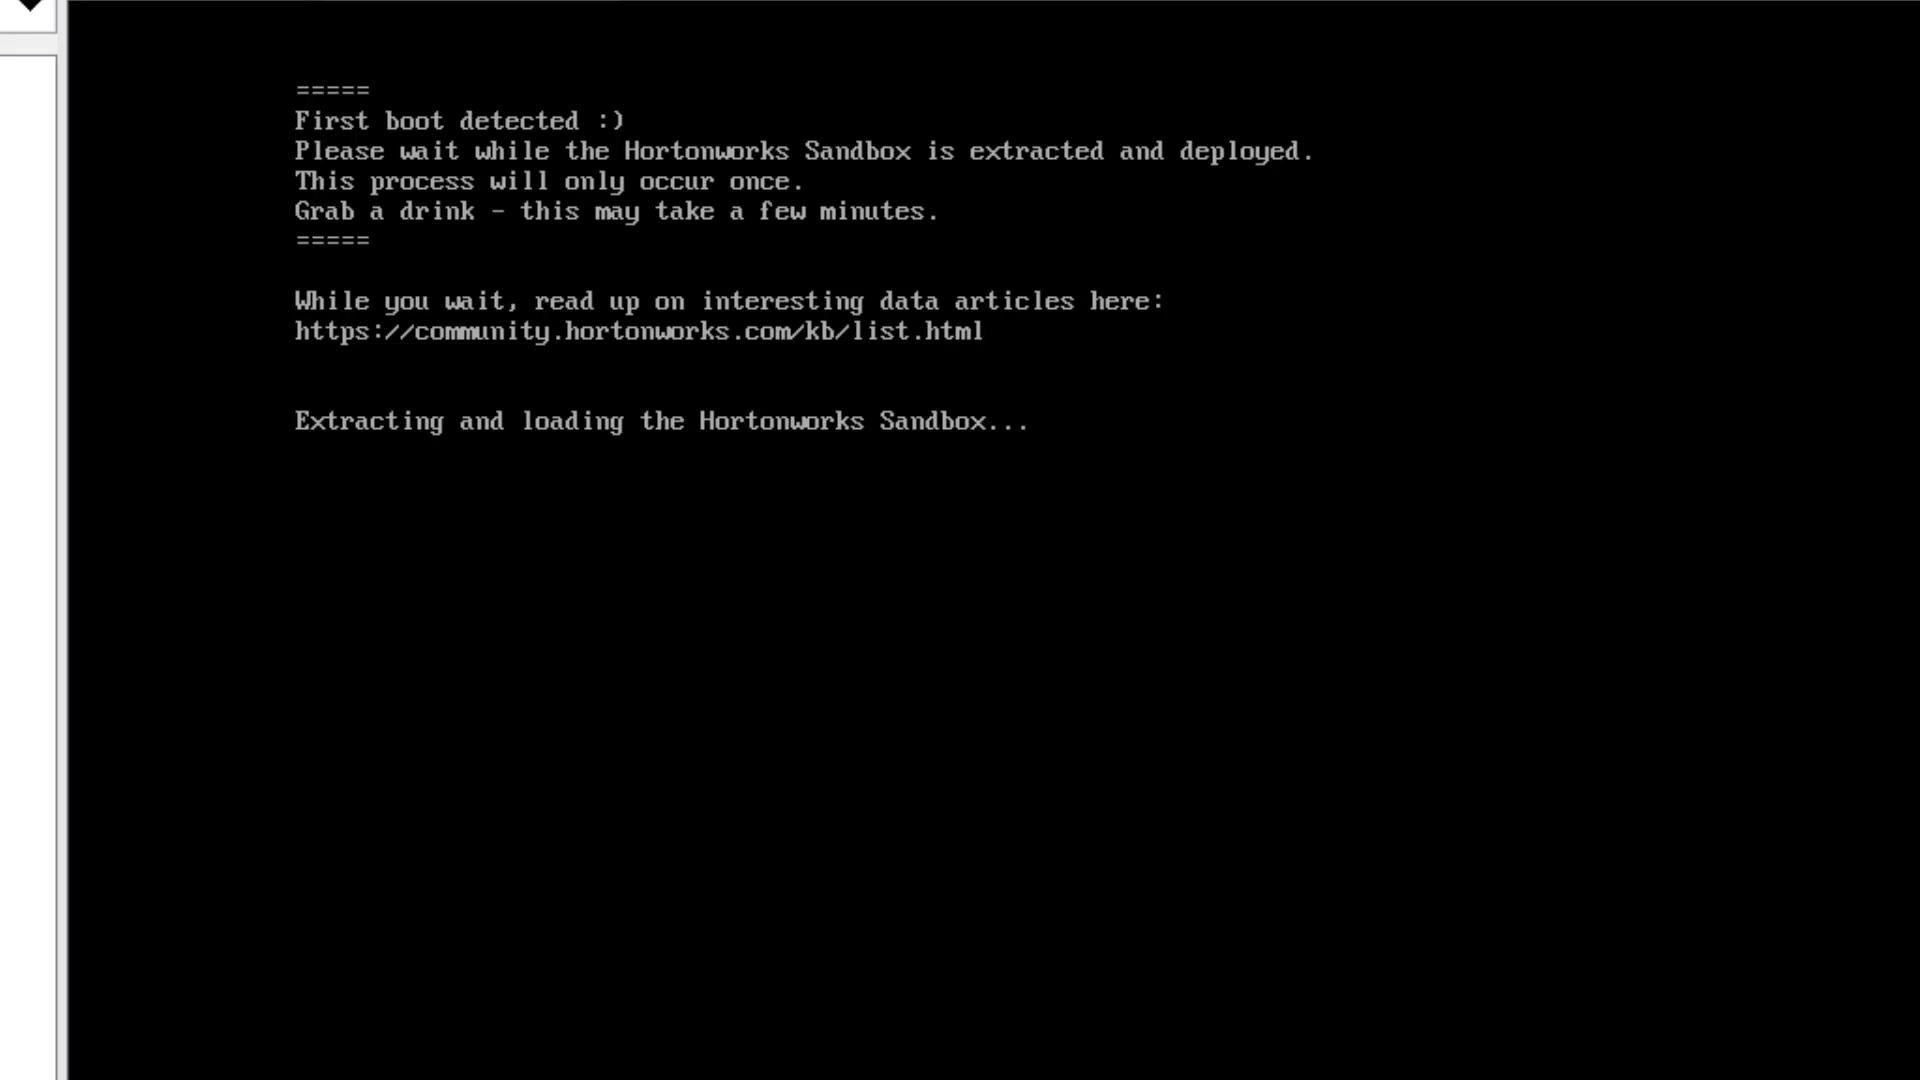 =====
First boot detected :)
Please wait while the Hortonworks Sandbox is extracted and deployed.
This process will only occur once.
Grab a drink - this may take a few minutes.
=====
While you wait, read up on interesting data articles here:
https://community.hortonworks.com/kb/list.html
Extracting and loading the Hortonworks Sandbox...